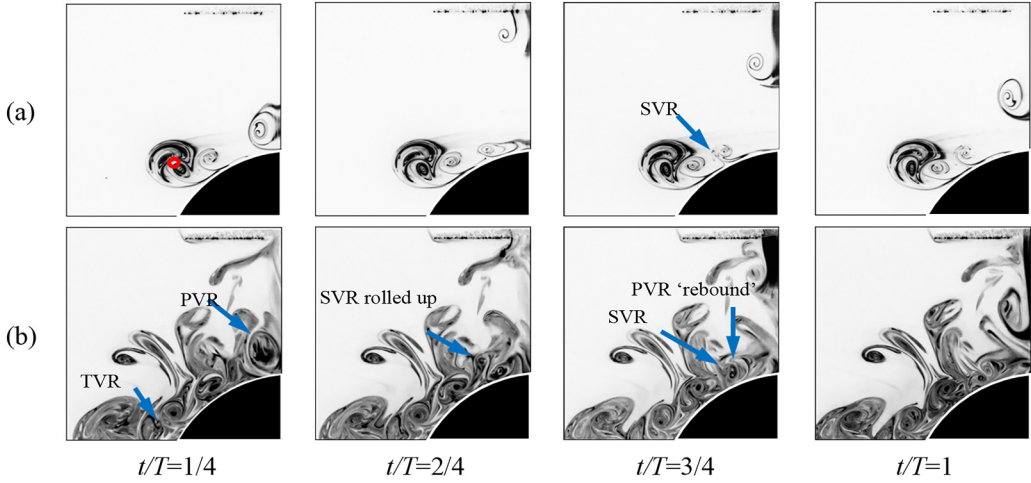 (a)
SVR
(b)
PVR
TVR
SVR rolled up
PVR ‘rebound’
SVR
t/T=1/4
t/T=2/4
t/T=3/4
t/T=1